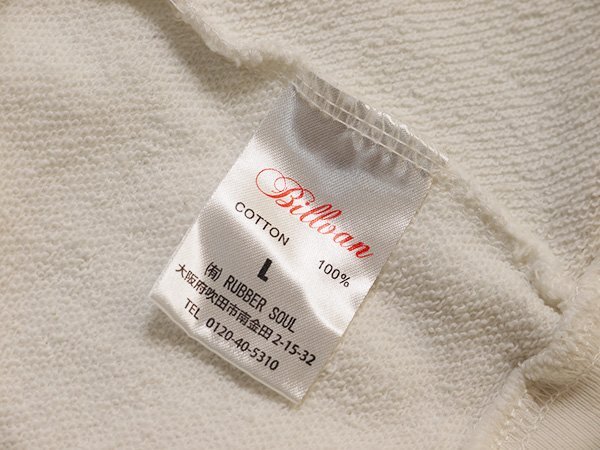 Billvan
COTTON 100%
L
(有) RUBBER SOUL
大阪府吹田市南金田2-15-32
TEL 0120-40-5310